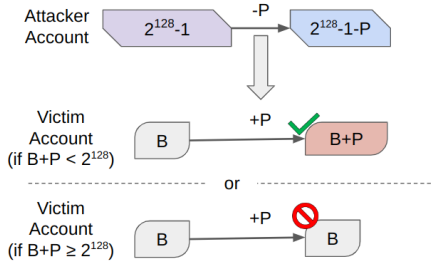 Attacker
Account
2¹²⁸-1
-P
2¹²⁸-1-P
Victim
Account
(if B+P < 2¹²⁸)
B
+P
B+P
or
Victim
Account
(if B+P ≥ 2¹²⁸)
B
+P
B